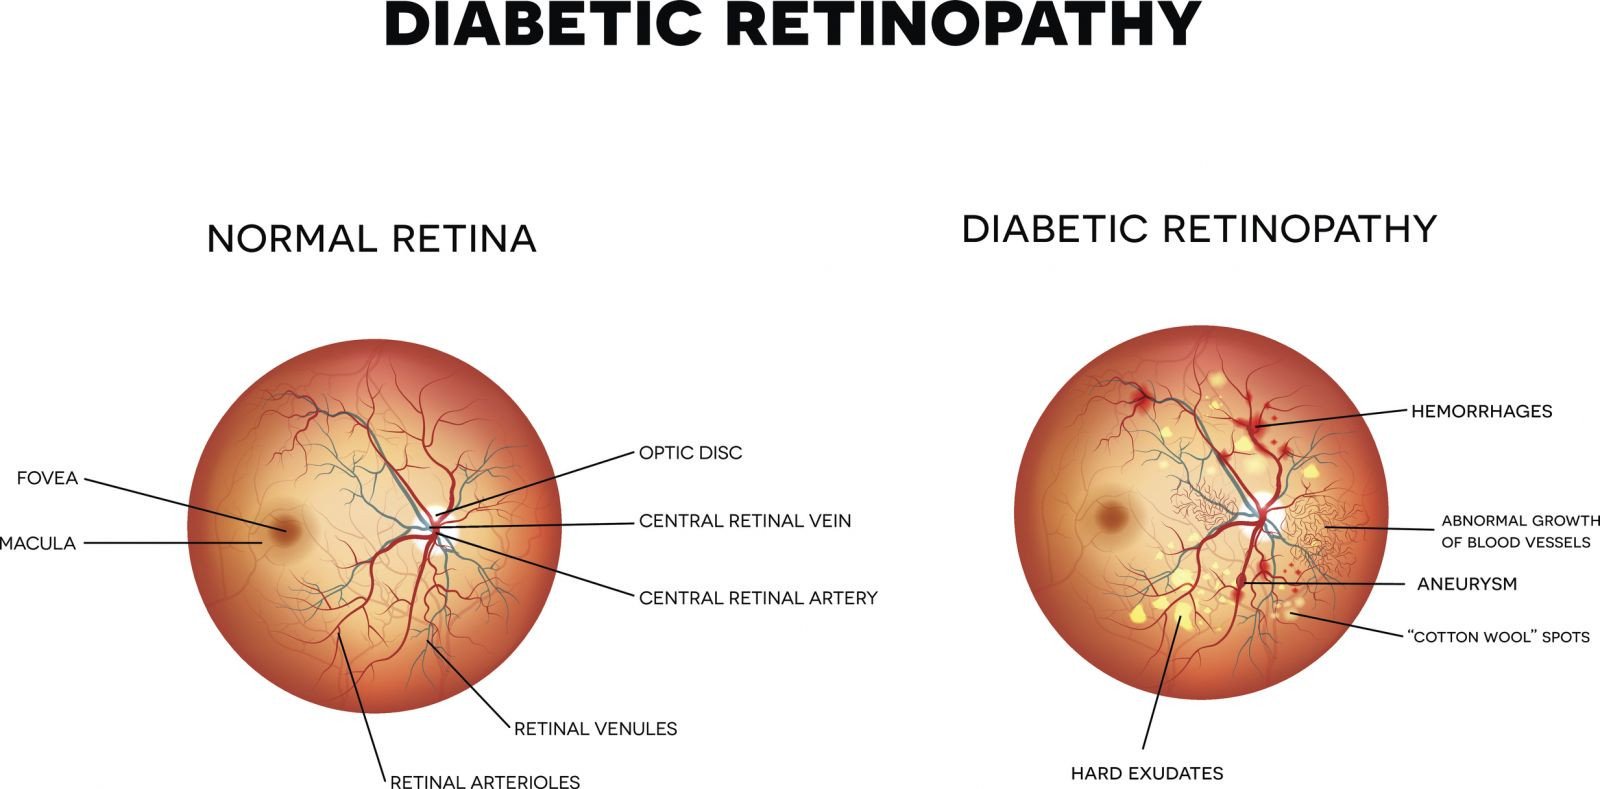 DIABETIC RETINOPATHY
NORMAL RETINA
FOVEA
MACULA
OPTIC DISC
CENTRAL RETINAL VEIN
CENTRAL RETINAL ARTERY
RETINAL VENULES
RETINAL ARTERIOLES
DIABETIC RETINOPATHY
HEMORRHAGES
ABNORMAL GROWTH
OF BLOOD VESSELS
ANEURYSM
“COTTON WOOL” SPOTS
HARD EXUDATES